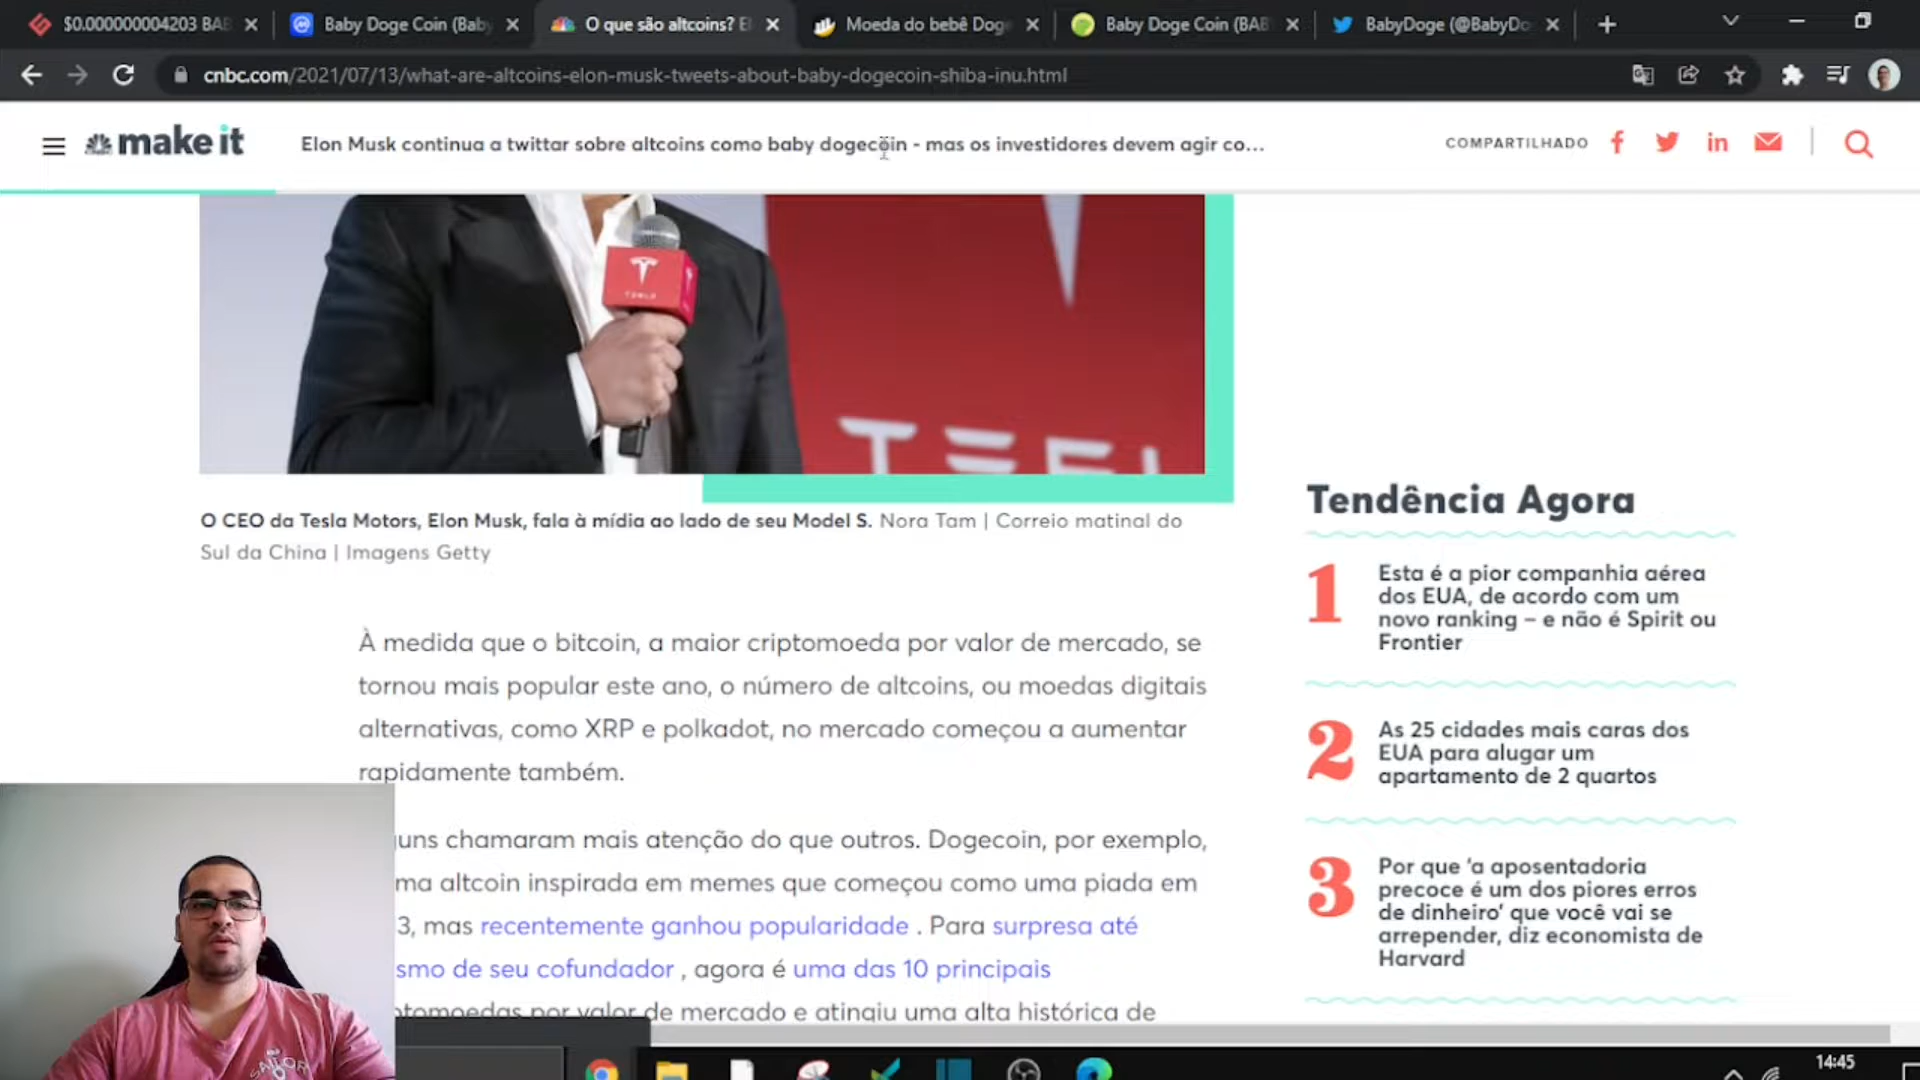 $0.000000004203 BAB
Baby Doge Coin (Baby
O que são altcoins? E
Moeda do bebê Doge
Baby Doge Coin (BAB
BabyDoge (@BabyDo
cnbc.com/2021/07/13/what-are-altcoins-elon-musk-tweets-about-baby-dogecoin-shiba-inu.html
make it
Elon Musk continua a twittar sobre altcoins como baby dogecoin - mas os investidores devem agir co...
COMPARTILHADO
TESLA
O CEO da Tesla Motors, Elon Musk, fala à mídia ao lado de seu Model S. Nora Tam | Correio matinal do
Sul da China | Imagens Getty
À medida que o bitcoin, a maior criptomoeda por valor de mercado, se
tornou mais popular este ano, o número de altcoins, ou moedas digitais
alternativas, como XRP e polkadot, no mercado começou a aumentar
rapidamente também.
uns chamaram mais atenção do que outros. Dogecoin, por exemplo,
ma altcoin inspirada em memes que começou como uma piada em
3, mas recentemente ganhou popularidade . Para surpresa até
smo de seu cofundador , agora é uma das 10 principais
ptomoedas por valor de mercado e atingiu uma alta histórica de
Tendência Agora
1
Esta é a pior companhia aérea
dos EUA, de acordo com um
novo ranking – e não é Spirit ou
Frontier
2
As 25 cidades mais caras dos
EUA para alugar um
apartamento de 2 quartos
3
Por que ‘a aposentadoria
precoce é um dos piores erros
de dinheiro’ que você vai se
arrepender, diz economista de
Harvard
14:45